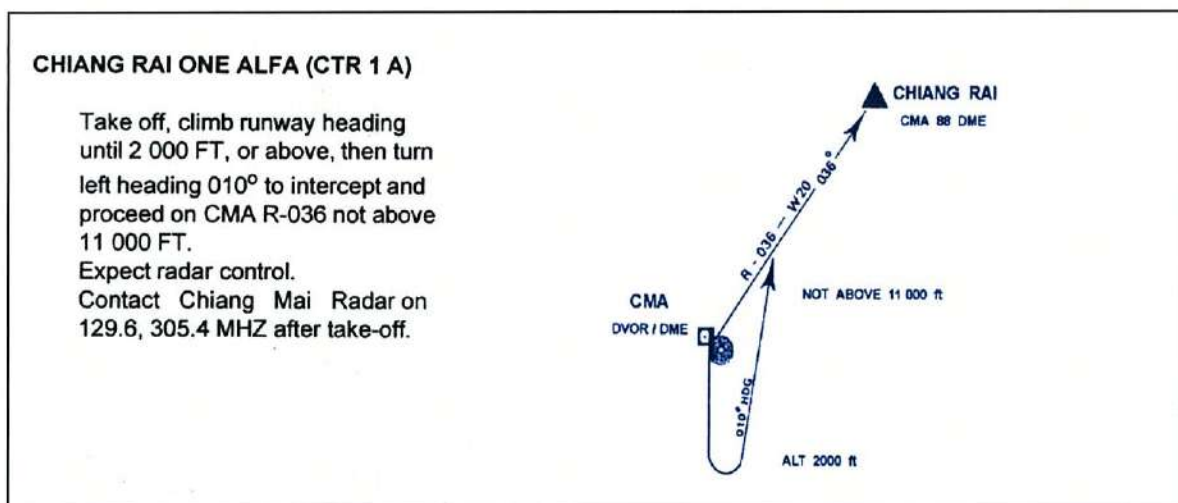 CHIANG RAI ONE ALFA (CTR 1 A)
Take off, climb runway heading
until 2 000 FT, or above, then turn
left heading 010° to intercept and
proceed on CMA R-036 not above
11 000 FT.
Expect radar control.
Contact Chiang Mai Radar on
129.6, 305.4 MHZ after take-off.
CHIANG RAI
CMA 88 DME
R - 036 — W20 036°
NOT ABOVE 11 000 ft
CMA
DVOR / DME
010° HDG
ALT 2000 ft